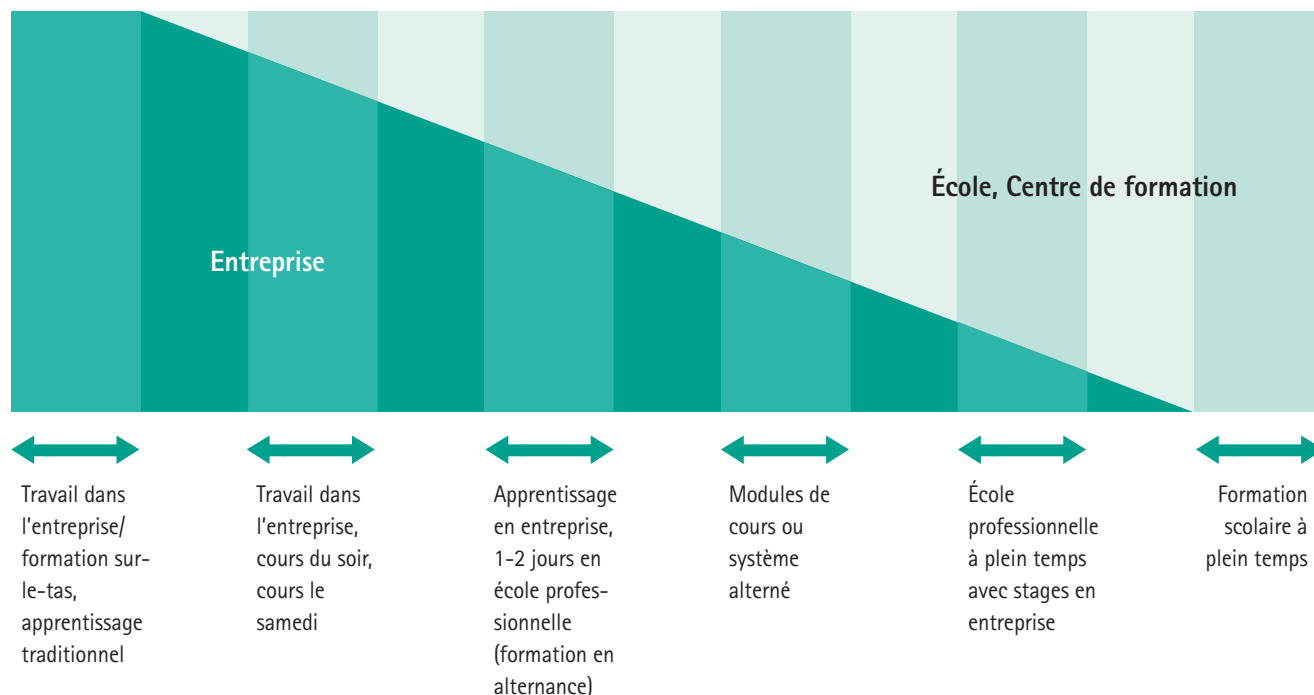 École, Centre de formation
Entreprise
Travail dans
l'entreprise/
formation sur-
le-tas,
apprentissage
traditionnel
Travail dans
l'entreprise,
cours du soir,
cours le
samedi
Apprentissage
en entreprise,
1-2 jours en
école profes-
sionnelle
(formation en
alternance)
Modules de
cours ou
système
alterné
École
professionnelle
à plein temps
avec stages en
entreprise
Formation
scolaire à
plein temps